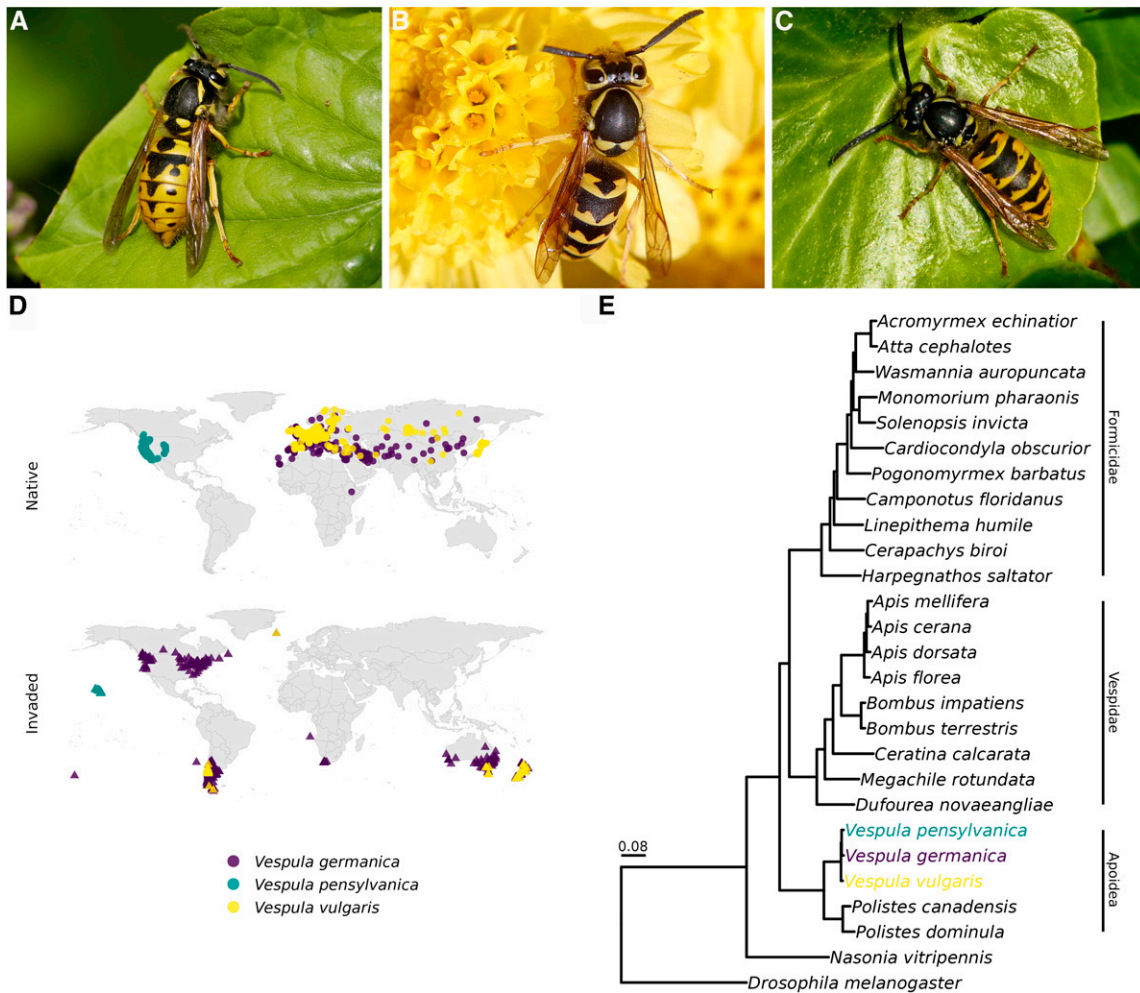 A
B
C
D
Native
Invaded
Vespula germanica
Vespula pensylvanica
Vespula vulgaris
E
Acromyrmex echinatior
Atta cephalotes
Wasmannia auropuncata
Monomorium pharaonis
Solenopsis invicta
Cardiocondyla obscurior
Pogonomyrmex barbatus
Camponotus floridanus
Linepithema humile
Cerapachys biroi
Harpegnathos saltator
Formicidae
Apis mellifera
Apis cerana
Apis dorsata
Apis florea
Bombus impatiens
Bombus terrestris
Ceratina calcarata
Megachile rotundata
Dufourea novaeangliae
Vespidae
Vespula pensylvanica
Vespula germanica
Vespula vulgaris
Polistes canadensis
Polistes dominula
Apoidea
Nasonia vitripennis
Drosophila melanogaster
0.08